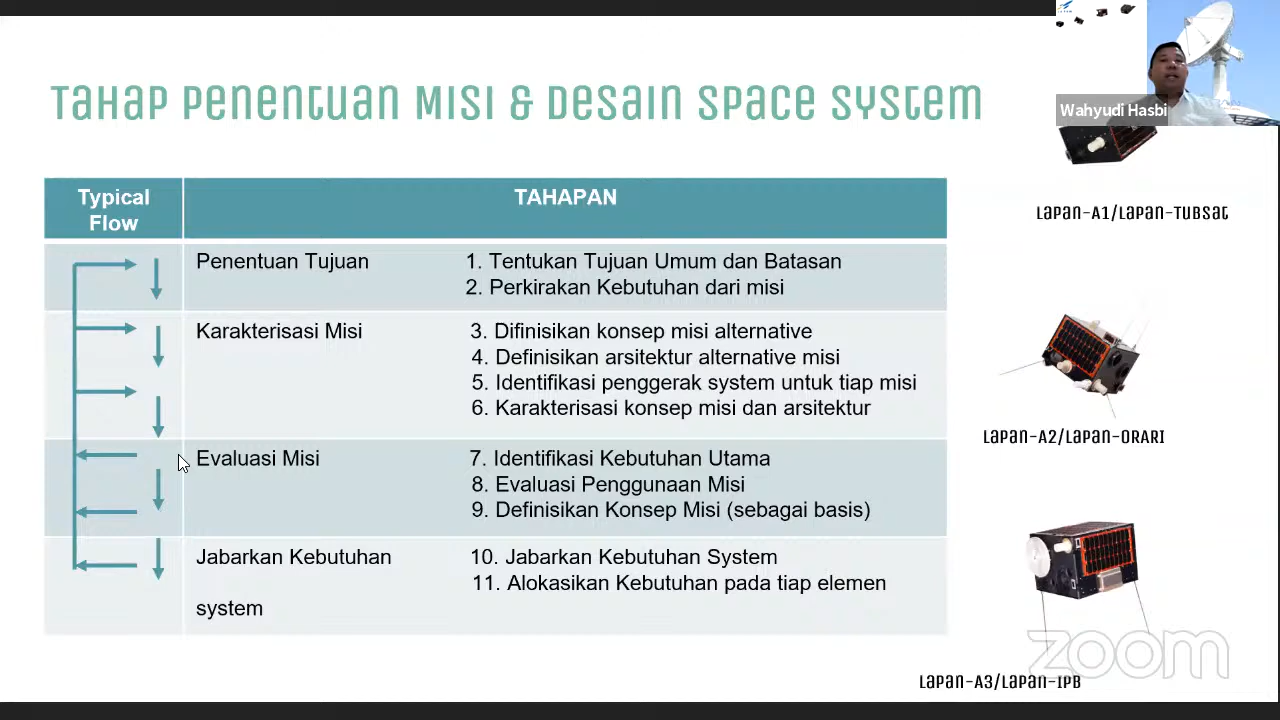 Tahap Penentuan Misi & Desain Space System
Wahyudi Hasbi
Lapan-A1/Lapan-Tubsat
Typical
Flow
TAHAPAN
Penentuan Tujuan
1. Tentukan Tujuan Umum dan Batasan
2. Perkirakan Kebutuhan dari misi
Karakterisasi Misi
3. Difinisikan konsep misi alternative
4. Definisikan arsitektur alternative misi
5. Identifikasi penggerak system untuk tiap misi
6. Karakterisasi konsep misi dan arsitektur
Lapan-A2/Lapan-ORARI
Evaluasi Misi
7. Identifikasi Kebutuhan Utama
8. Evaluasi Penggunaan Misi
9. Definisikan Konsep Misi (sebagai basis)
Jabarkan Kebutuhan
system
10. Jabarkan Kebutuhan System
11. Alokasikan Kebutuhan pada tiap elemen
zoom
Lapan-A3/Lapan-IPB